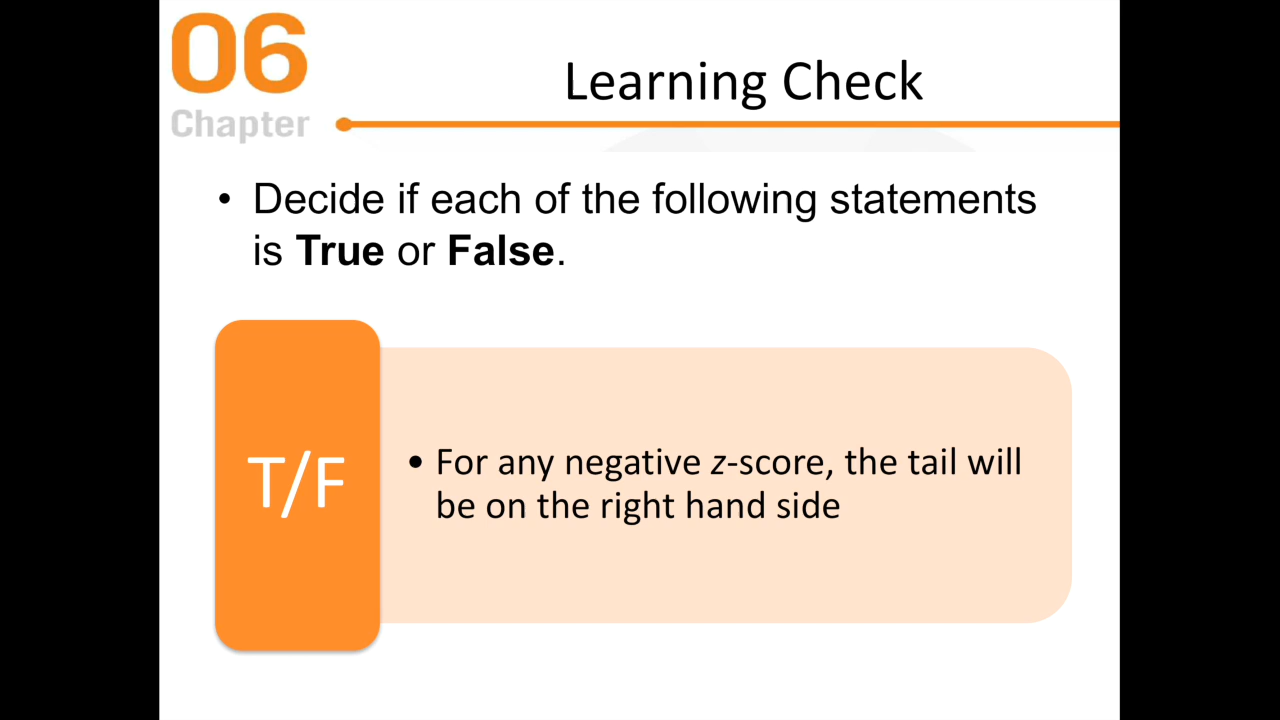 06
Chapter
Learning Check
• Decide if each of the following statements
is True or False.
T/F
• For any negative z-score, the tail will
be on the right hand side